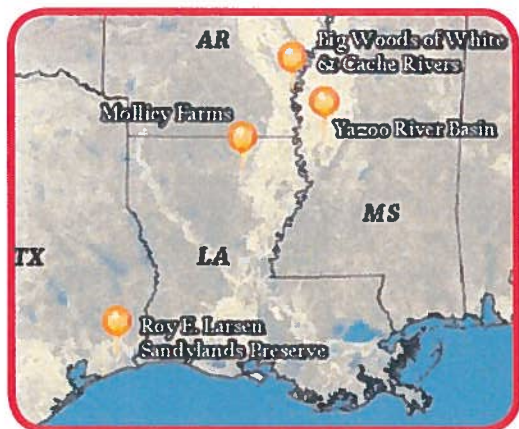 AR
Big Woods of White
& Cache Rivers
Mollicy Farms
Yazoo River Basin
MS
TX
LA
Roy E. Larsen
Sandylands Preserve